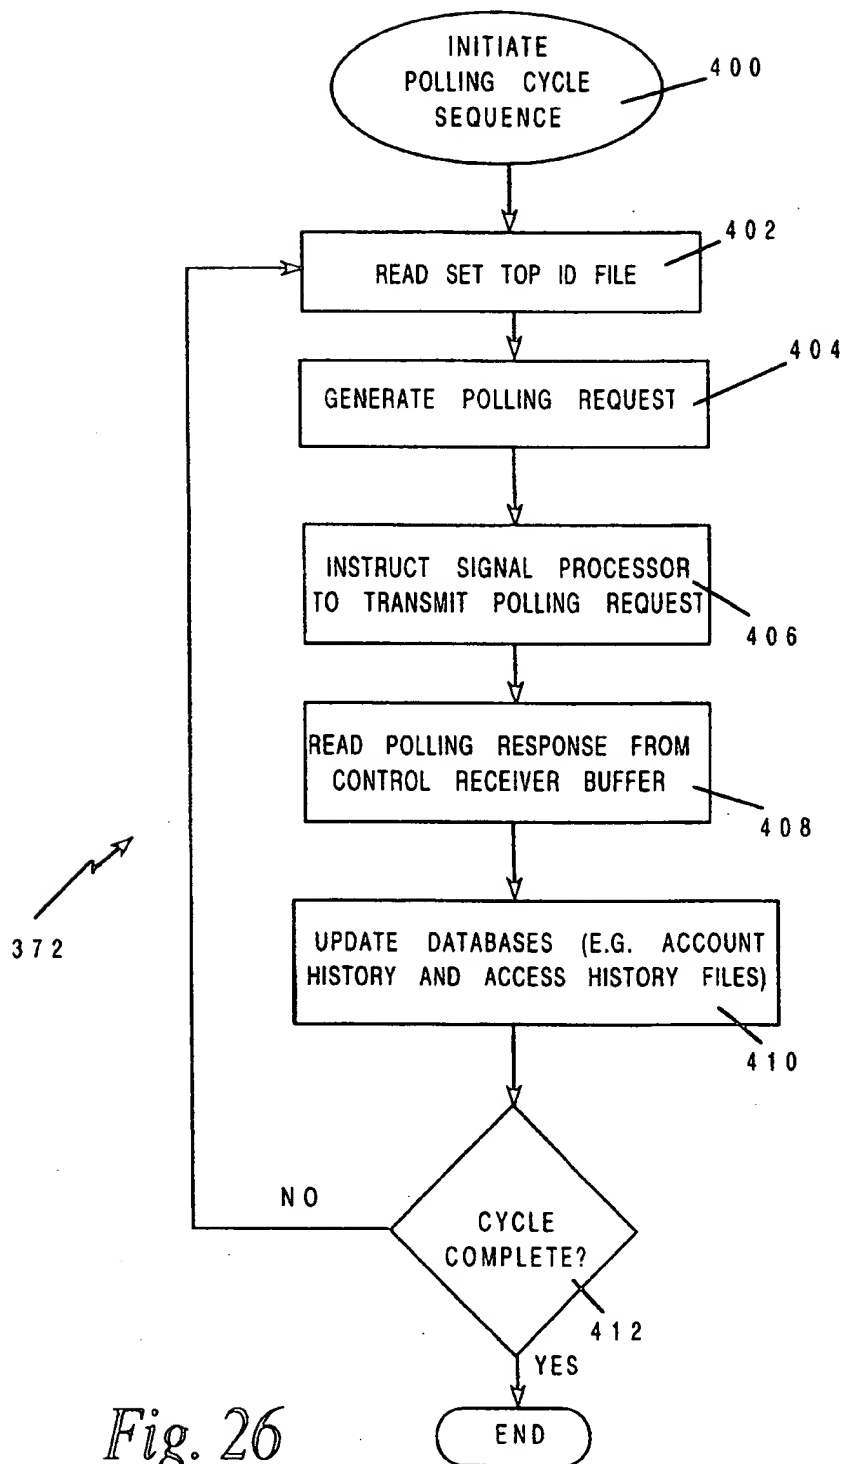 INITIATE
POLLING CYCLE
SEQUENCE
400
402
READ SET TOP ID FILE
404
GENERATE POLLING REQUEST
INSTRUCT SIGNAL PROCESSOR
TO TRANSMIT POLLING REQUEST
406
READ POLLING RESPONSE FROM
CONTROL RECEIVER BUFFER
408
372
UPDATE DATABASES (E.G. ACCOUNT
HISTORY AND ACCESS HISTORY FILES)
410
NO
CYCLE
COMPLETE?
412
YES
END
Fig. 26